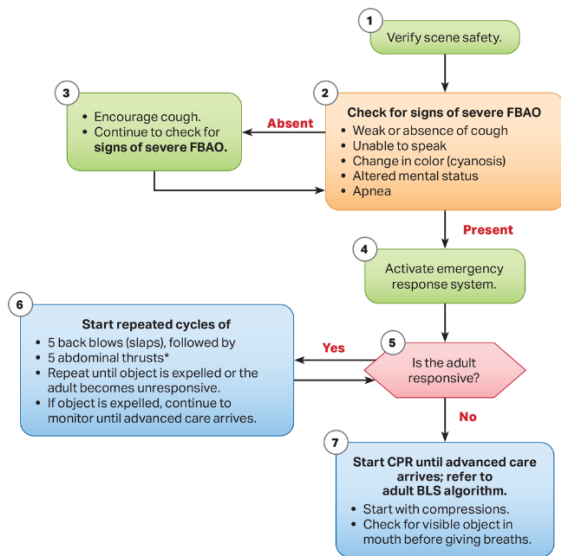 1
Verify scene safety.
2
Check for signs of severe FBAO
• Weak or absence of cough
• Unable to speak
• Change in color (cyanosis)
• Altered mental status
• Apnea
Absent
3
• Encourage cough.
• Continue to check for
signs of severe FBAO.
Present
4
Activate emergency
response system.
5
Is the adult
responsive?
Yes
6
Start repeated cycles of
• 5 back blows (slaps), followed by
• 5 abdominal thrusts*
• Repeat until object is expelled or the
adult becomes unresponsive.
• If object is expelled, continue to
monitor until advanced care arrives.
No
7
Start CPR until advanced care
arrives; refer to
adult BLS algorithm.
• Start with compressions.
• Check for visible object in
mouth before giving breaths.